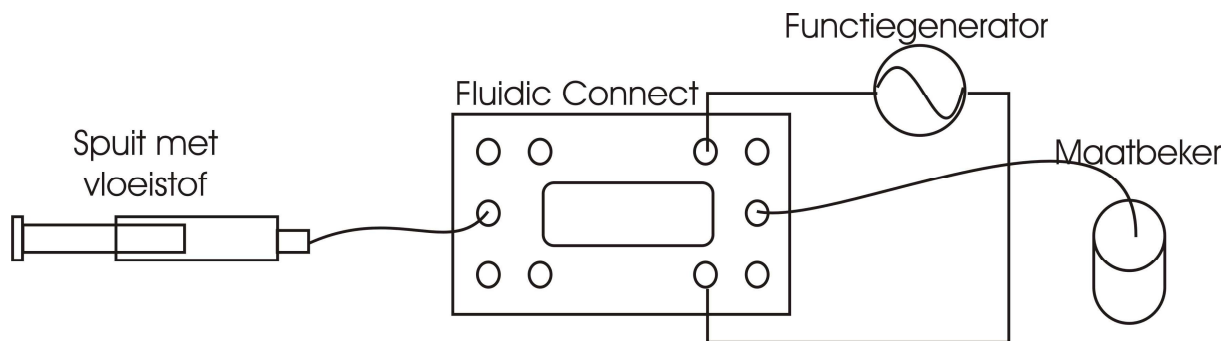 Functiegenerator
Fluidic Connect
Spuit met
vloeistof
Maatbeker